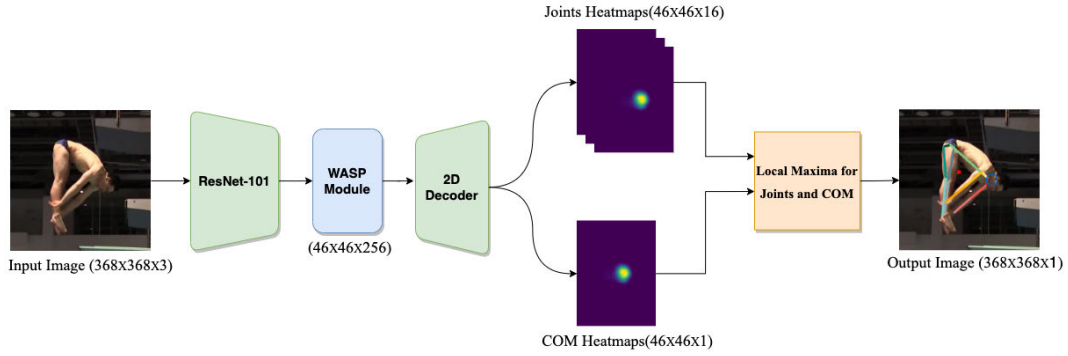 Joints Heatmaps(46x46x16)
ResNet-101
WASP
Module
2D
Decoder
Local Maxima for
Joints and COM
(46x46x256)
Input Image (368x368x3)
Output Image (368x368x1)
COM Heatmaps(46x46x1)